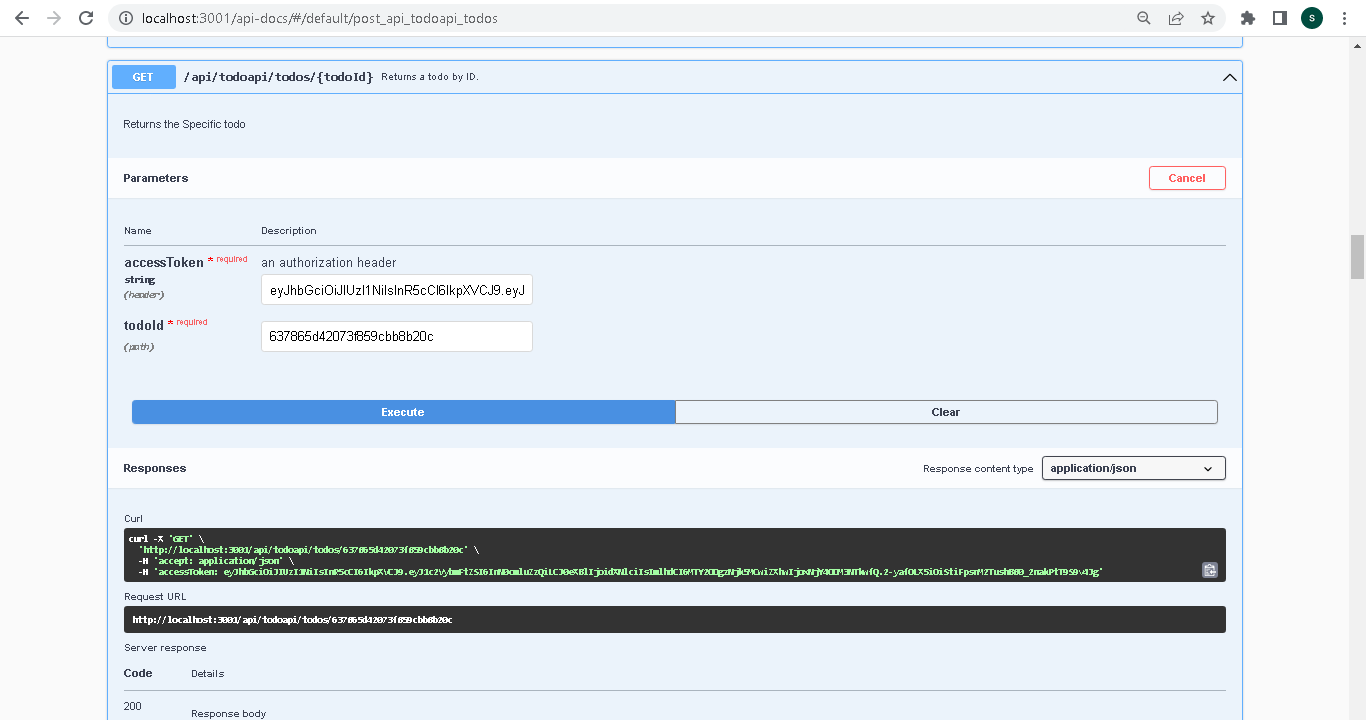 localhost:3001/api-docs/#/default/post_api_todoapi_todos
S
GET /api/todoapi/todos/{todoId} Returns a todo by ID.
Returns the Specific todo
Parameters
Cancel
Name Description
accessToken * required an authorization header
string
(header)
eyJhbGciOiJIUzI1NiIsInR5cCI6IkpXVCJ9.eyJ
todoId * required
(path)
637865d42073f859cbb8b20c
Execute Clear
Responses Response content type application/json
Curl
curl -X 'GET' \
'http://localhost:3001/api/todoapi/todos/637865d42073f859cbb8b20c' \
-H 'accept: application/json' \
-H 'accessToken:
Request URL
http://localhost:3001/api/todoapi/todos/637865d42073f859cbb8b20c
Server response
Code Details
200
Response body